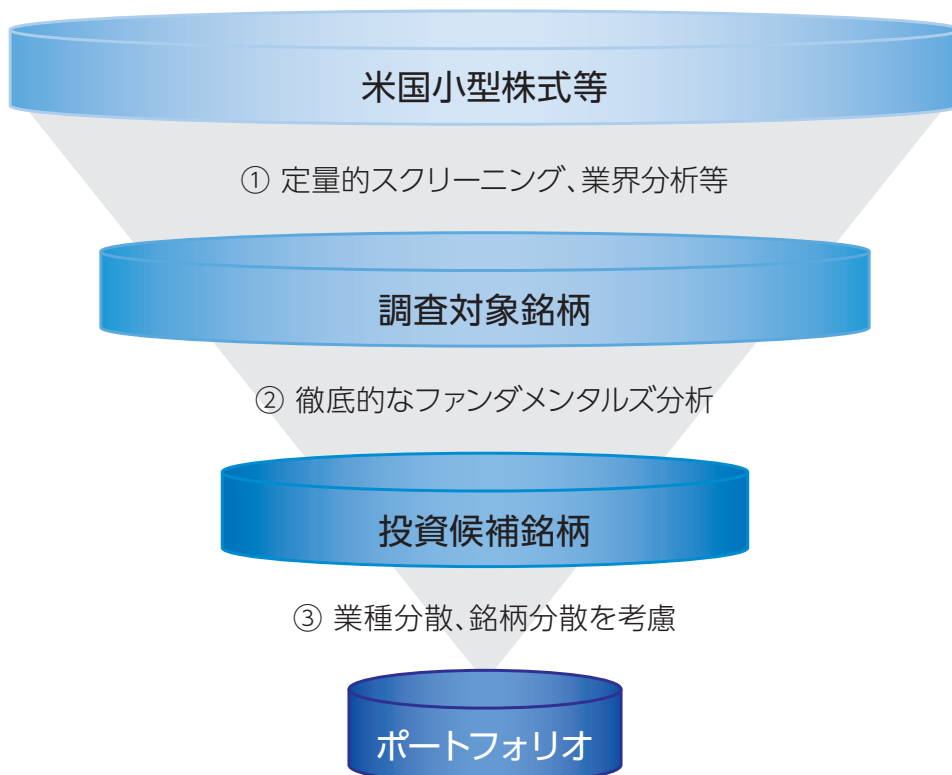 米国小型株式等
① 定量的スクリーニング、業界分析等
調査対象銘柄
② 徹底的なファンダメンタルズ分析
投資候補銘柄
③ 業種分散、銘柄分散を考慮
ポートフォリオ